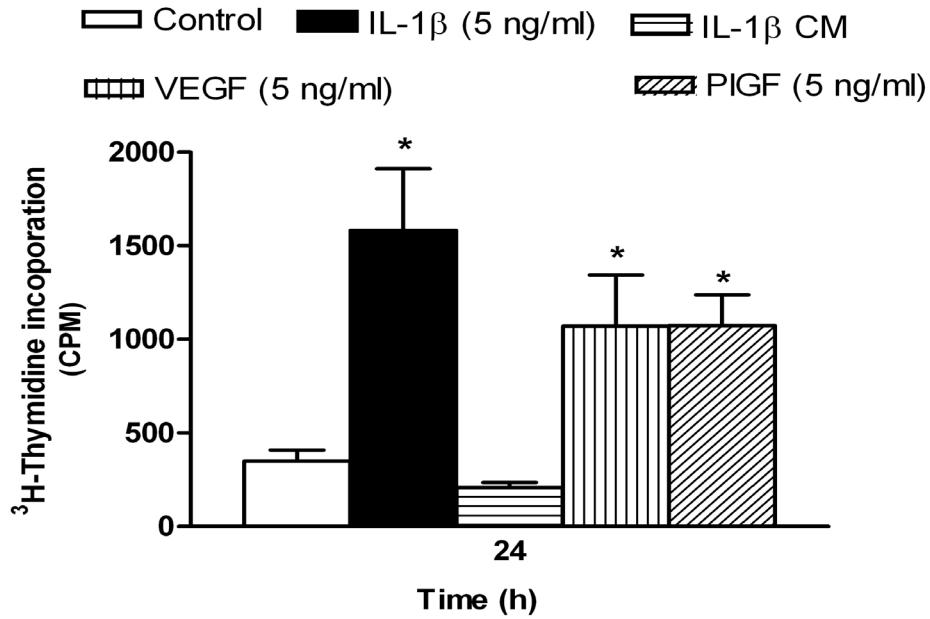 Control IL-1β (5 ng/ml) IL-1β CM
VEGF (5 ng/ml) PIGF (5 ng/ml)
³H-Thymidine incoporation
(CPM)
2000
1500
1000
500
0
*
*
*
24
Time (h)